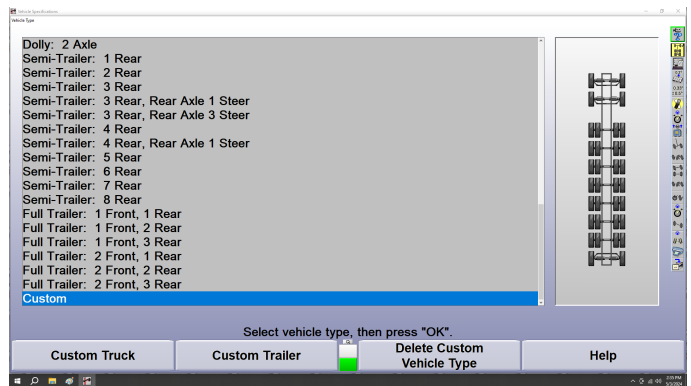 Vehicle Specifications
Vehicle Type
Dolly: 2 Axle
Semi-Trailer: 1 Rear
Semi-Trailer: 2 Rear
Semi-Trailer: 3 Rear
Semi-Trailer: 3 Rear, Rear Axle 1 Steer
Semi-Trailer: 3 Rear, Rear Axle 3 Steer
Semi-Trailer: 4 Rear
Semi-Trailer: 4 Rear, Rear Axle 1 Steer
Semi-Trailer: 5 Rear
Semi-Trailer: 6 Rear
Semi-Trailer: 7 Rear
Semi-Trailer: 8 Rear
Full Trailer: 1 Front, 1 Rear
Full Trailer: 1 Front, 2 Rear
Full Trailer: 1 Front, 3 Rear
Full Trailer: 2 Front, 1 Rear
Full Trailer: 2 Front, 2 Rear
Full Trailer: 2 Front, 3 Rear
Custom
Select vehicle type, then press "OK".
Custom Truck
Custom Trailer
Delete Custom
Vehicle Type
Help